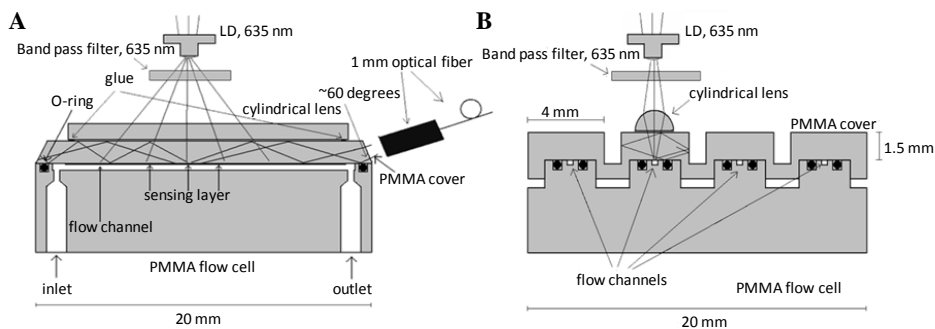 A
LD, 635 nm
Band pass filter, 635 nm
glue
O-ring
cylindrical lens
~60 degrees
1 mm optical fiber
PMMA cover
sensing layer
flow channel
PMMA flow cell
inlet
outlet
20 mm
B
LD, 635 nm
Band pass filter, 635 nm
cylindrical lens
4 mm
PMMA cover
1.5 mm
flow channels
PMMA flow cell
20 mm